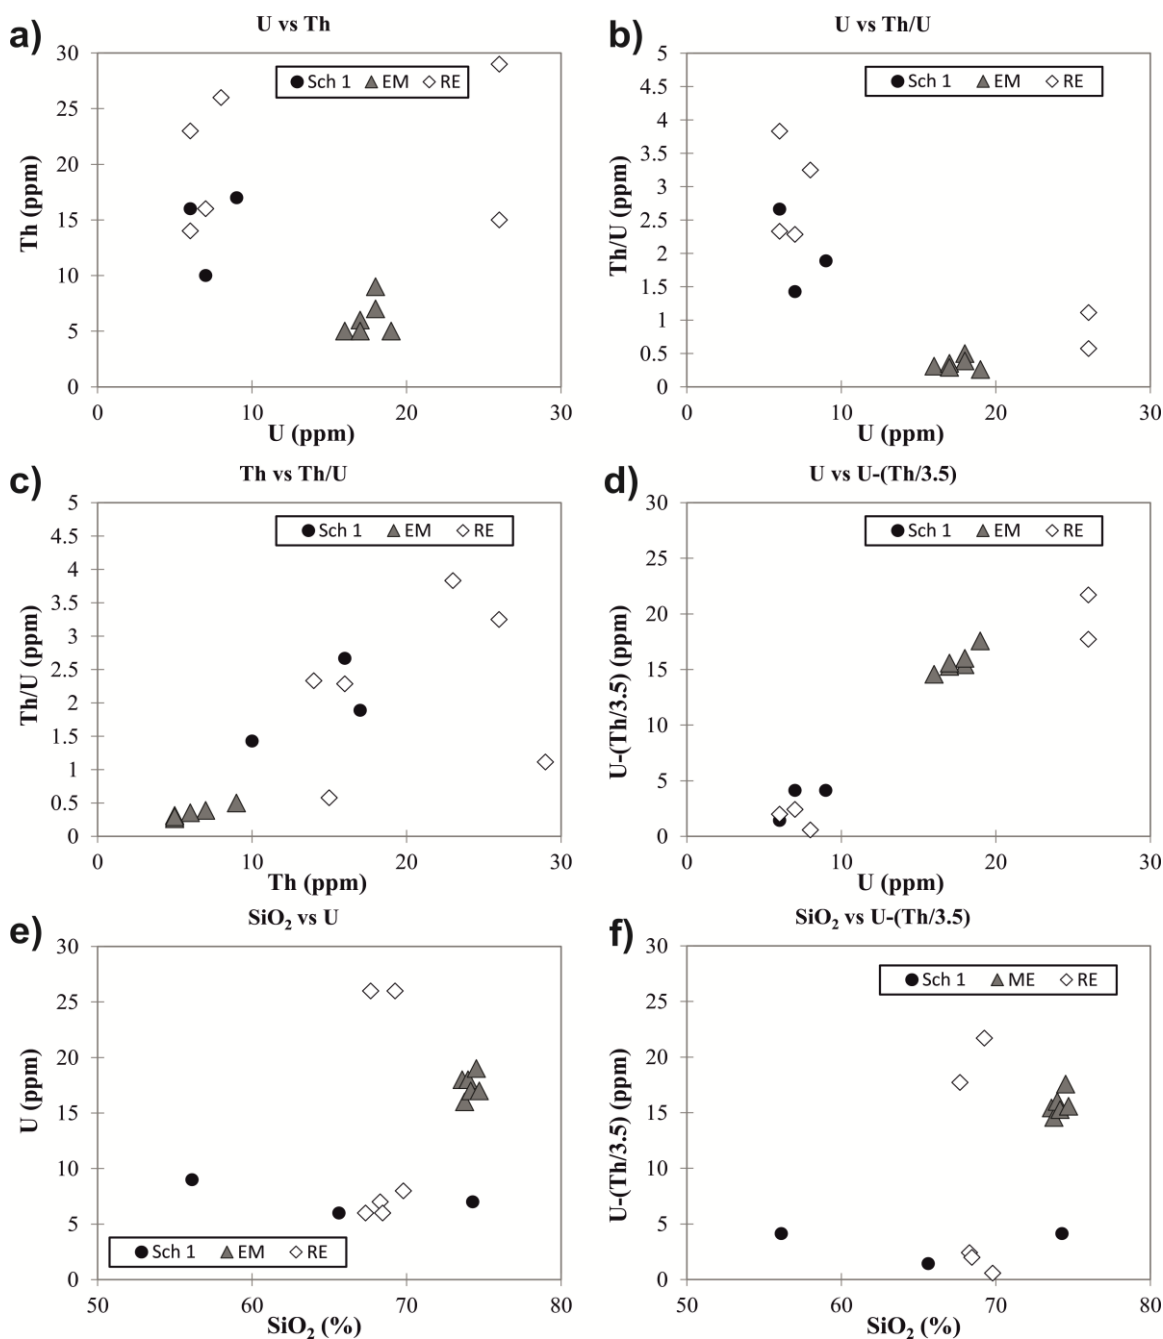 a)
U vs Th
Sch 1 EM RE
Th (ppm)
30
25
20
15
10
5
0
0 10 20 30
U (ppm)
b)
U vs Th/U
Sch 1 EM RE
Th/U (ppm)
5
4.5
4
3.5
3
2.5
2
1.5
1
0.5
0
0 10 20 30
U (ppm)
c)
Th vs Th/U
Sch 1 EM RE
Th/U (ppm)
5
4.5
4
3.5
3
2.5
2
1.5
1
0.5
0
0 10 20 30
Th (ppm)
d)
U vs U-(Th/3.5)
Sch 1 EM RE
U-(Th/3.5) (ppm)
30
25
20
15
10
5
0
0 10 20 30
U (ppm)
e)
SiO₂ vs U
U (ppm)
30
25
20
15
10
5
0
Sch 1 EM RE
50 60 70 80
SiO₂ (%)
f)
SiO₂ vs U-(Th/3.5)
Sch 1 ME RE
U-(Th/3.5) (ppm)
30
25
20
15
10
5
0
50 60 70 80
SiO₂ (%)